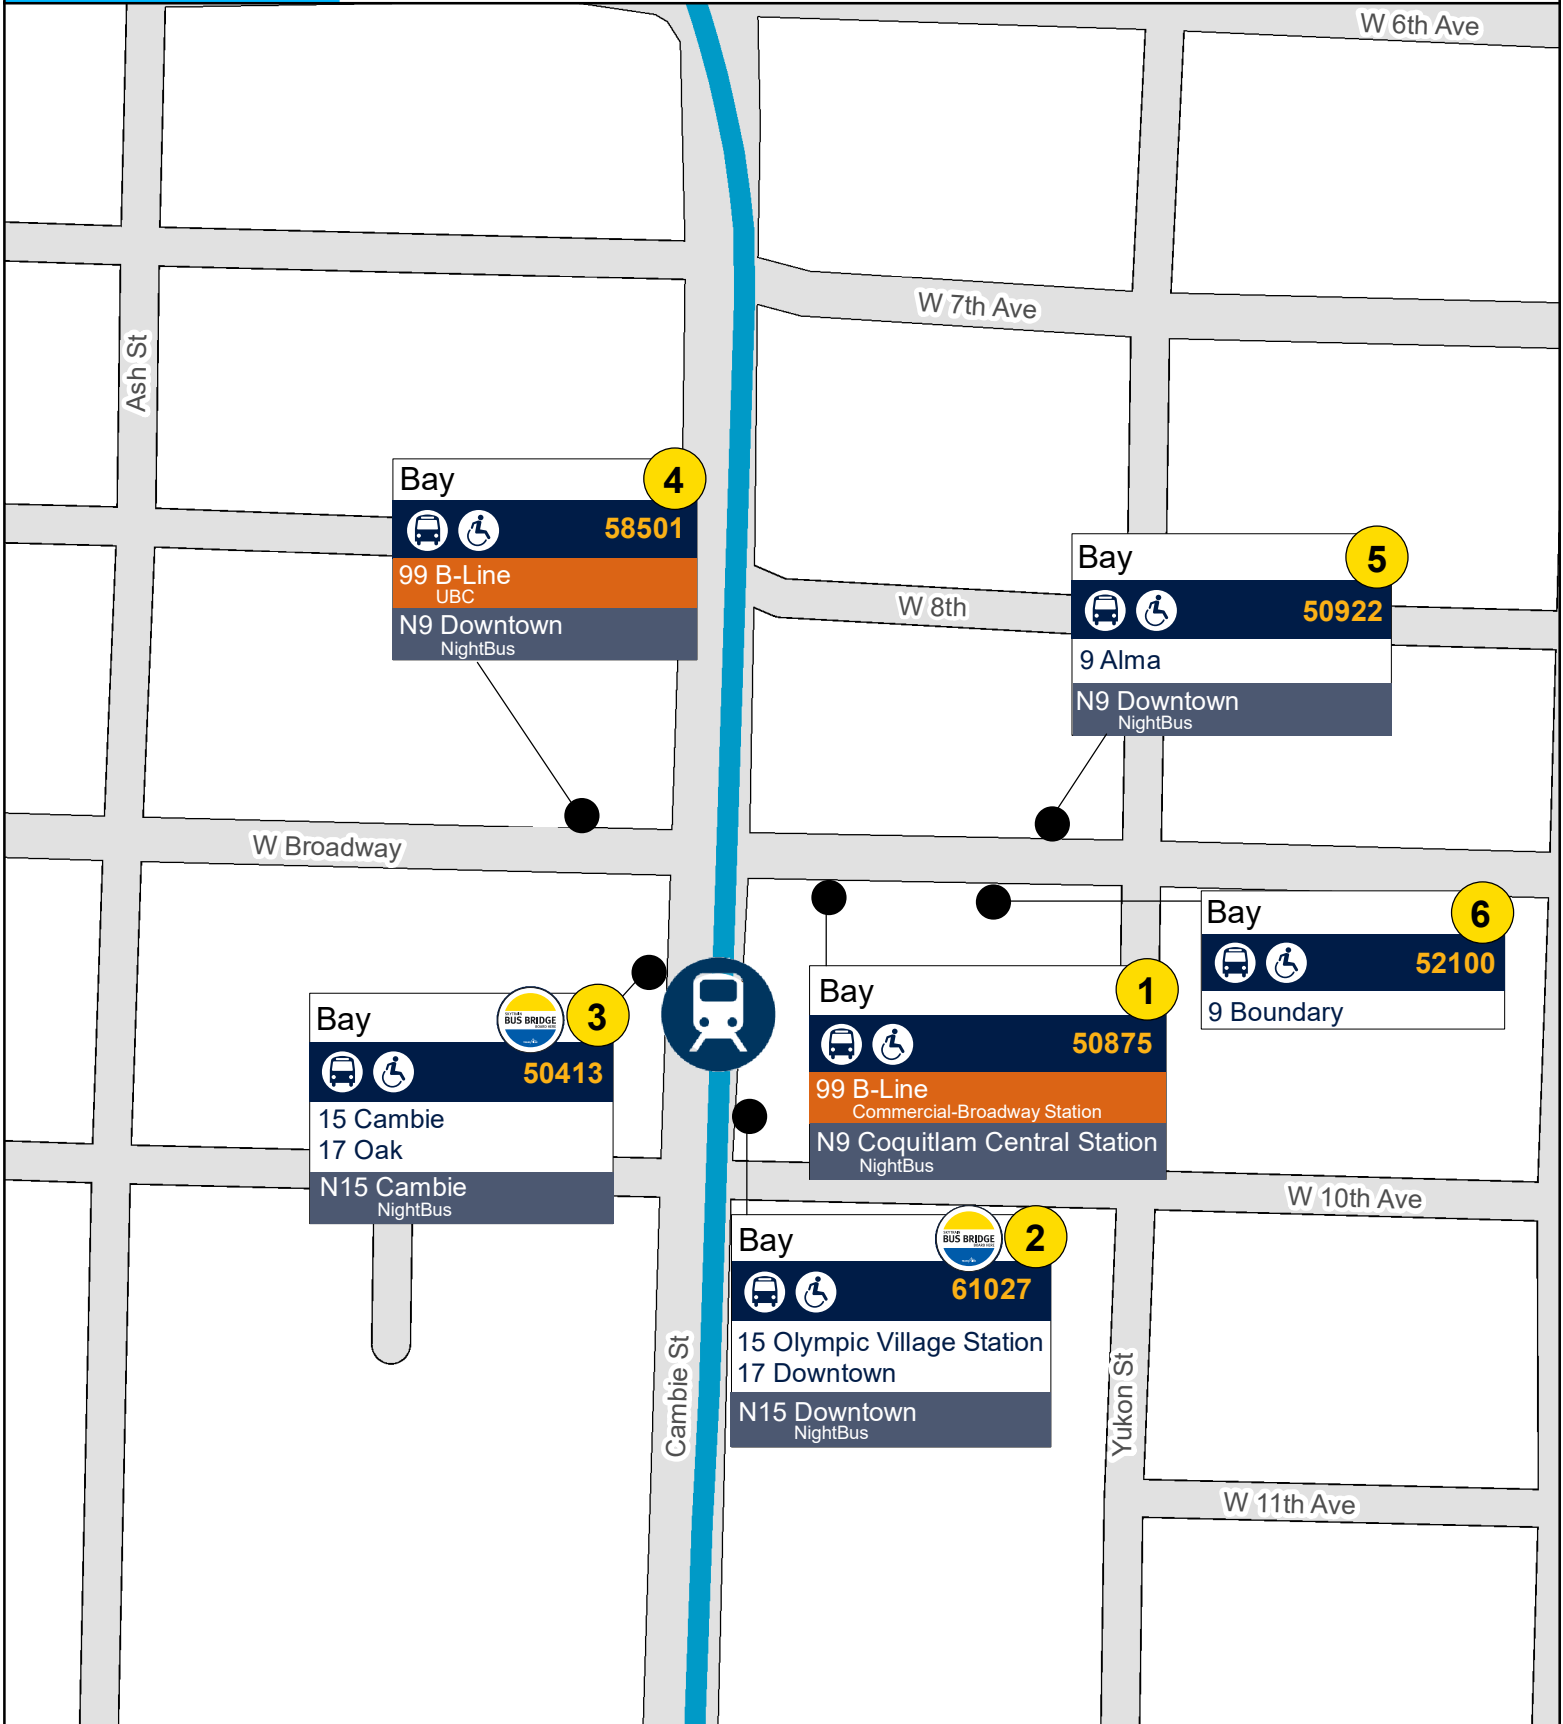 W 6th Ave
W 7th Ave
Ash St
Bay
4
58501
99 B-Line
UBC
N9 Downtown
NightBus
Bay
5
50922
9 Alma
N9 Downtown
NightBus
W 8th
W Broadway
Bay
6
52100
9 Boundary
Bay
1
50875
99 B-Line
Commercial-Broadway Station
N9 Coquitlam Central Station
NightBus
Bay
BUS BRIDGE
3
50413
15 Cambie
17 Oak
N15 Cambie
NightBus
W 10th Ave
Bay
BUS BRIDGE
2
61027
15 Olympic Village Station
17 Downtown
N15 Downtown
NightBus
Cambie St
Yukon St
W 11th Ave